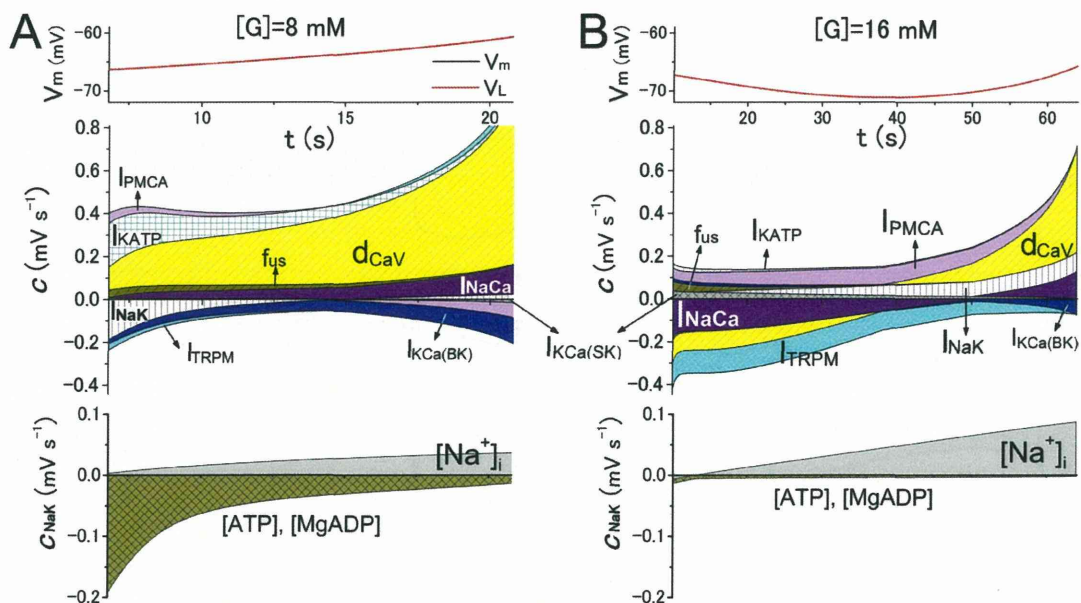 A
[G]=8 mM
Vm (mV)
-60
-70
Vm
VL
10
15
20
t (s)
c (mV s⁻¹)
0.8
0.6
0.4
0.2
0.0
-0.2
-0.4
IPMCA
IKATP
fus
dCaV
INaCa
INaK
ITRPM
IKCa(BK)
IKCa(SK)
cNaK (mV s⁻¹)
0.1
0.0
-0.1
-0.2
[Na⁺]i
[ATP], [MgADP]
B
[G]=16 mM
Vm (mV)
-60
-70
20
30
40
50
60
t (s)
c (mV s⁻¹)
0.8
0.6
0.4
0.2
0.0
-0.2
-0.4
fus
IKATP
IPMCA
dCaV
INaCa
ITRPM
INaK
IKCa(BK)
cNaK (mV s⁻¹)
0.1
0.0
-0.1
-0.2
[Na⁺]i
[ATP], [MgADP]